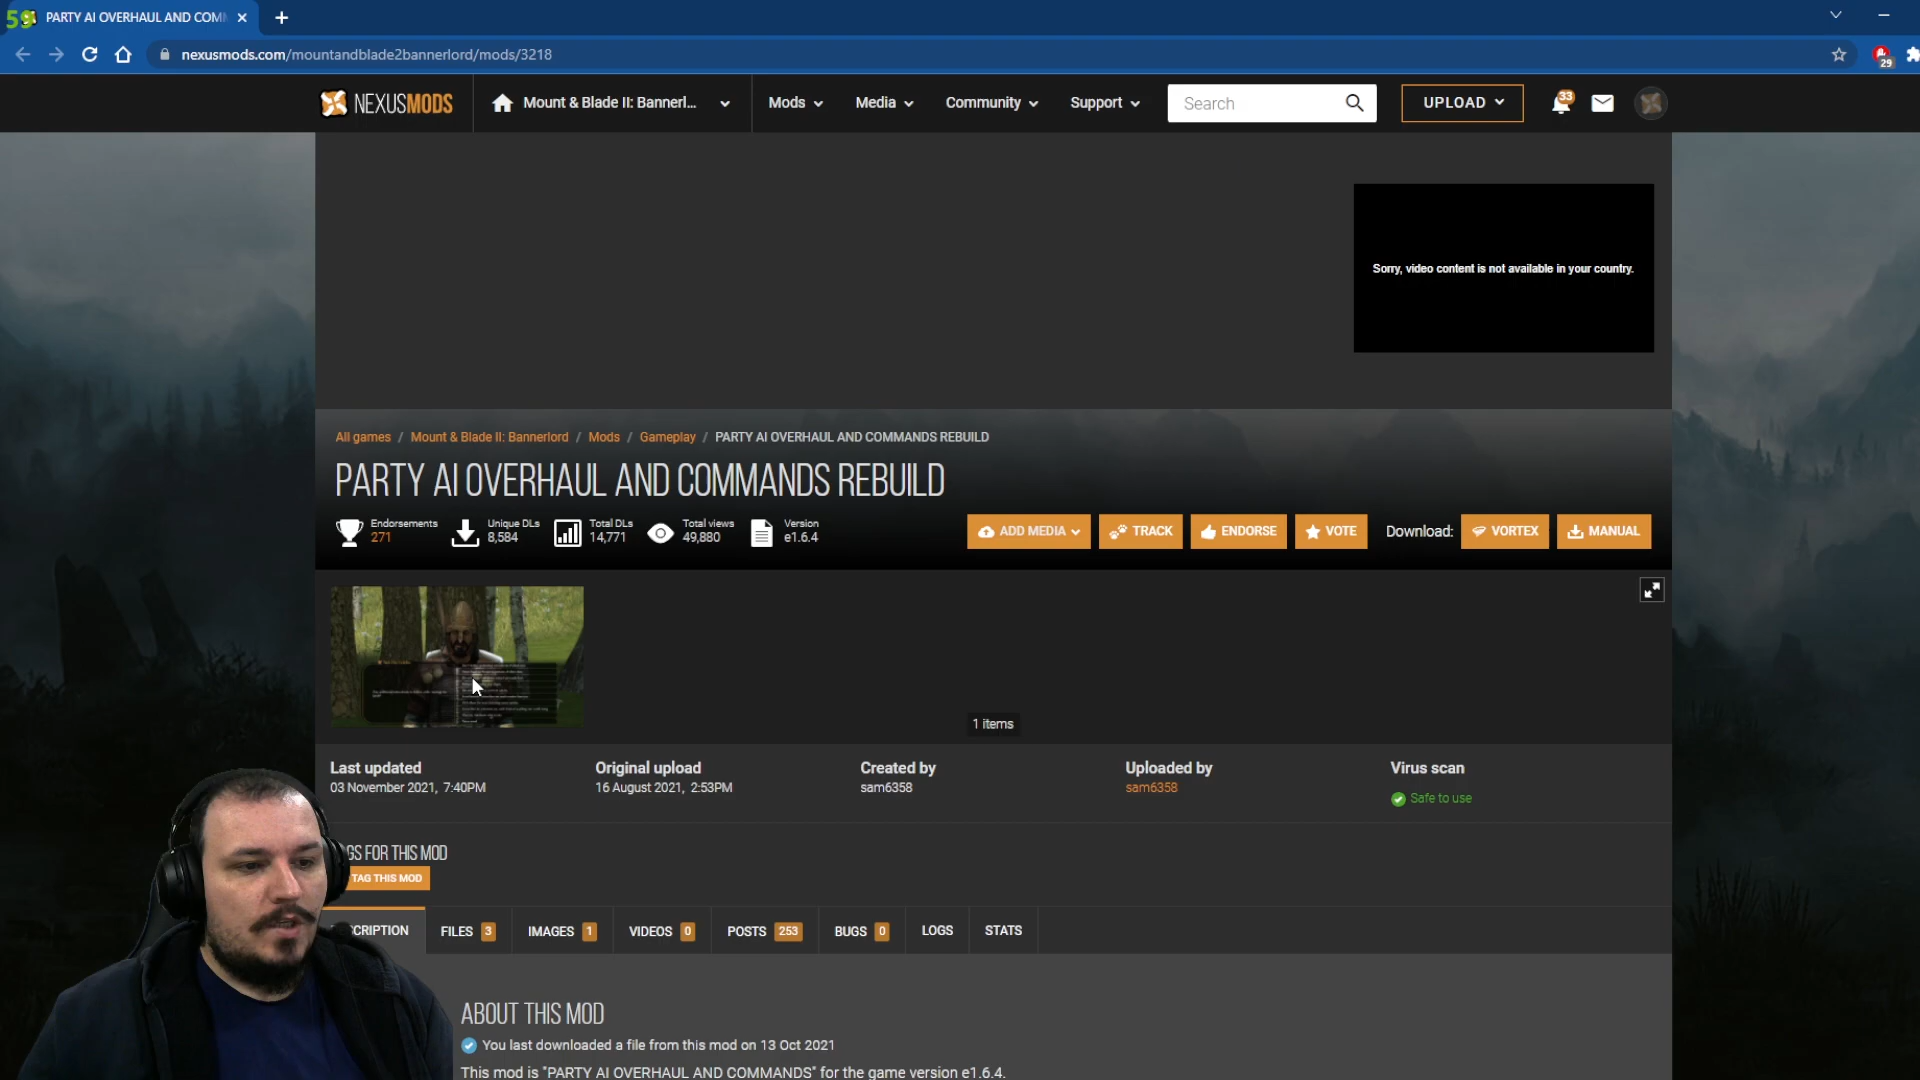 59
PARTY AI OVERHAUL AND COM
nexusmods.com/mountandblade2bannerlord/mods/3218
29
NEXUSMODS
Mount & Blade II: Bannerl...
Mods
Media
Community
Support
Search
UPLOAD
33
Sorry, video content is not available in your country.
All games / Mount & Blade II: Bannerlord / Mods / Gameplay / PARTY AI OVERHAUL AND COMMANDS REBUILD
PARTY AI OVERHAUL AND COMMANDS REBUILD
Endorsements
271
Unique DLs
8,584
Total DLs
14,771
Total views
49,880
Version
e1.6.4
ADD MEDIA
TRACK
ENDORSE
VOTE
Download:
VORTEX
MANUAL
1 items
Last updated
03 November 2021, 7:40PM
Original upload
16 August 2021, 2:53PM
Created by
sam6358
Uploaded by
sam6358
Virus scan
Safe to use
GS FOR THIS MOD
TAG THIS MOD
CRIPTION
FILES 3
IMAGES 1
VIDEOS 0
POSTS 253
BUGS 0
LOGS
STATS
ABOUT THIS MOD
You last downloaded a file from this mod on 13 Oct 2021
This mod is "PARTY AI OVERHAUL AND COMMANDS" for the game version e1.6.4.